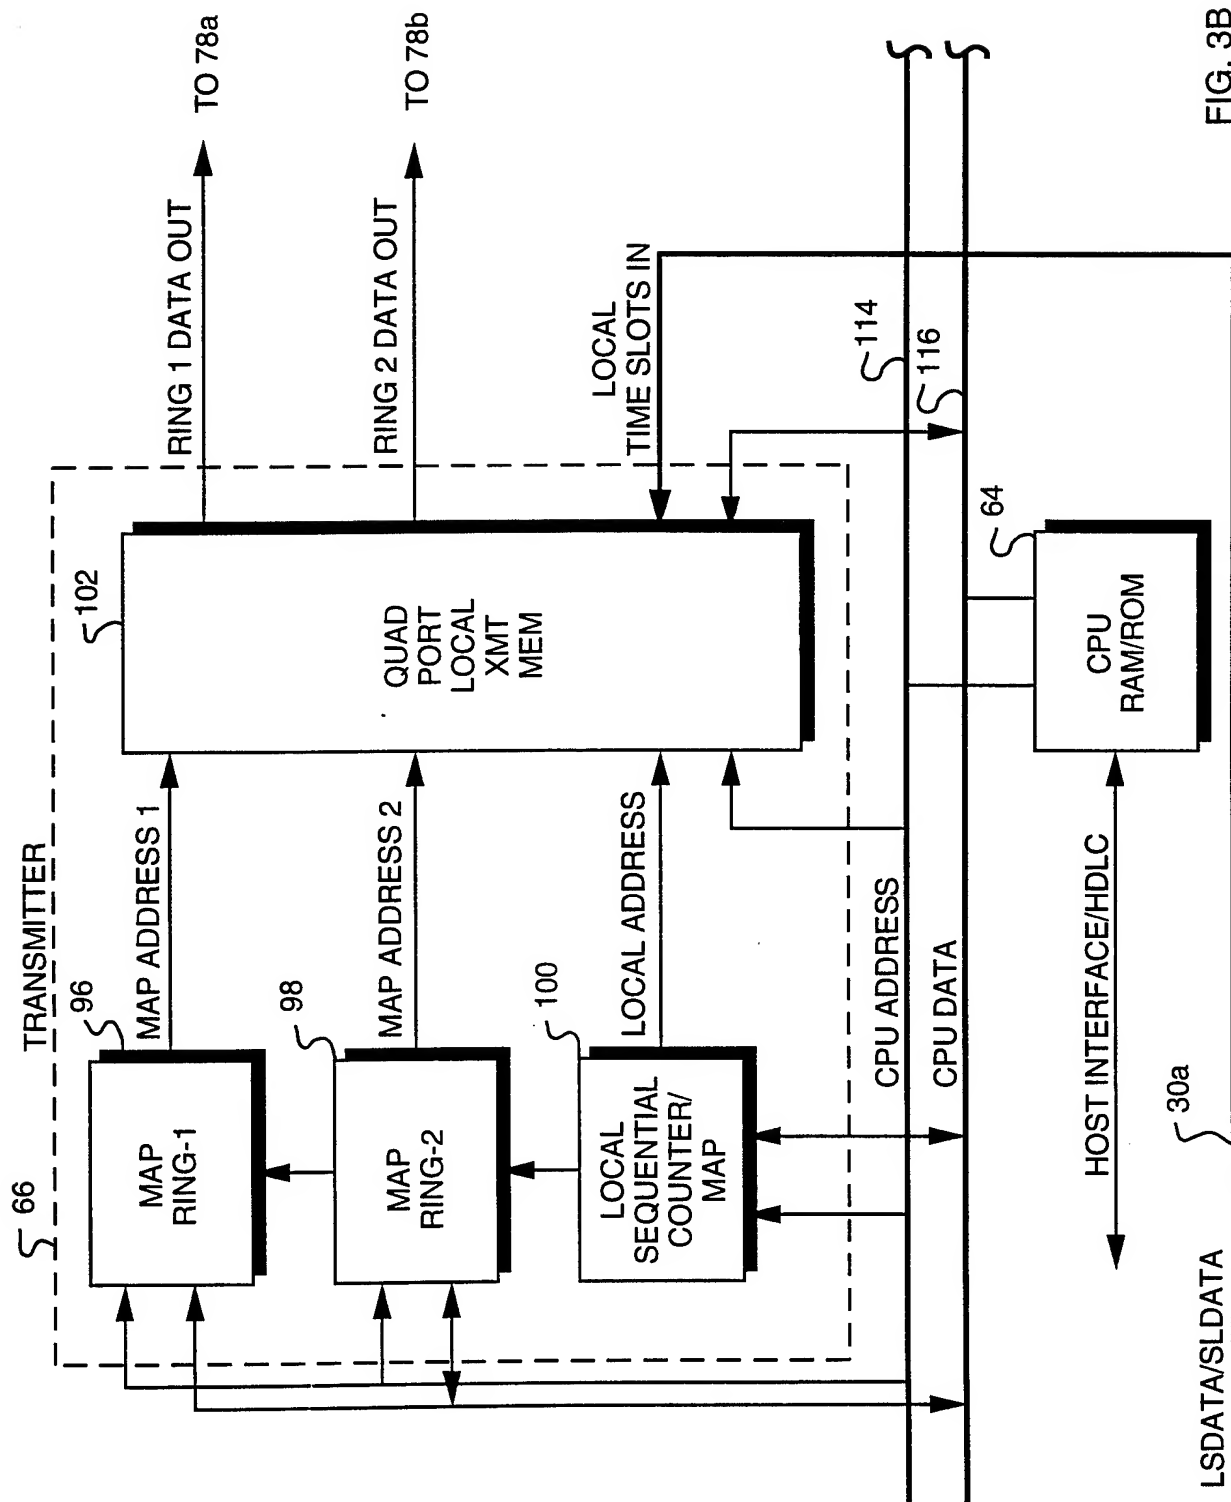 66
TRANSMITTER
96
MAP
RING-1
MAP ADDRESS 1
RING 1 DATA OUT
TO 78a
98
MAP
RING-2
MAP ADDRESS 2
RING 2 DATA OUT
TO 78b
100
LOCAL
SEQUENTIAL
COUNTER/
MAP
LOCAL ADDRESS
102
QUAD
PORT
LOCAL
XMT
MEM
LOCAL
TIME SLOTS IN
CPU ADDRESS
114
CPU DATA
116
64
CPU
RAM/ROM
HOST INTERFACE/HDLC
LSDATA/SLDATA
30a
FIG. 3B